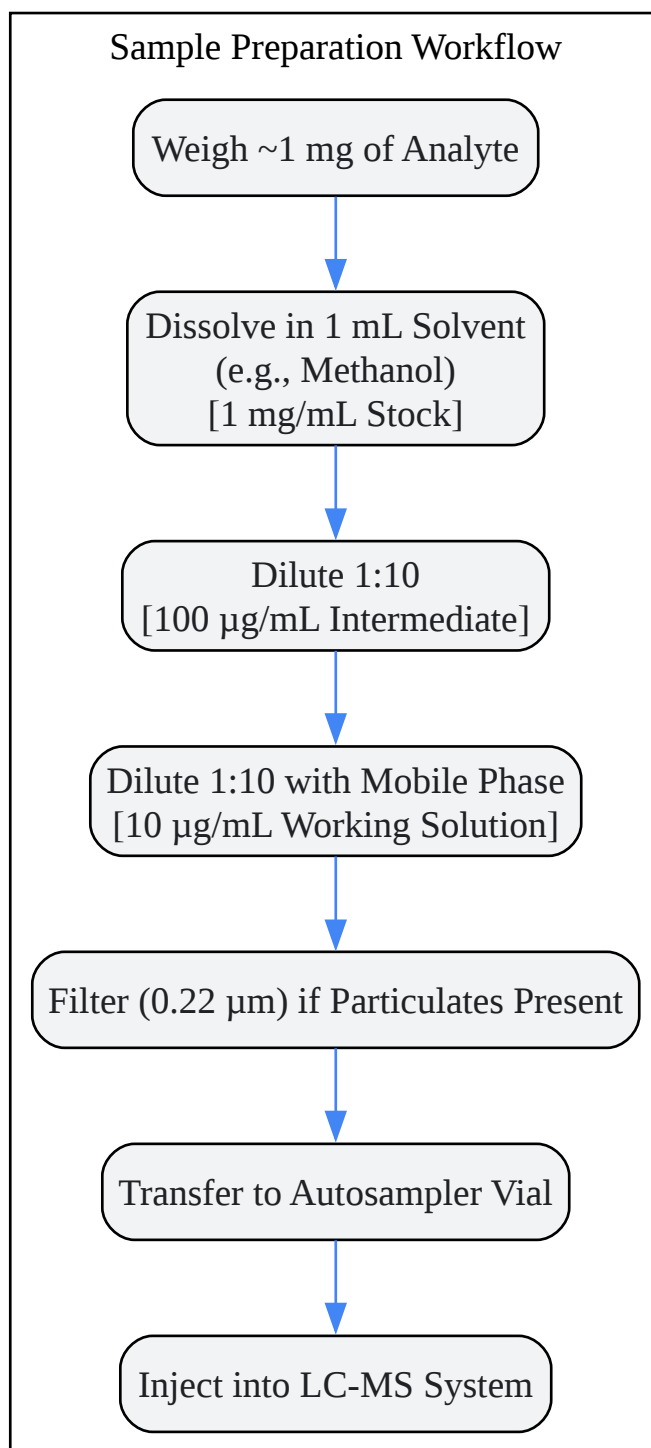 Sample Preparation Workflow
Weigh ~1 mg of Analyte
Dissolve in 1 mL Solvent
(e.g., Methanol)
[1 mg/mL Stock]
Dilute 1:10
[100 µg/mL Intermediate]
Dilute 1:10 with Mobile Phase
[10 µg/mL Working Solution]
Filter (0.22 µm) if Particulates Present
Transfer to Autosampler Vial
Inject into LC-MS System